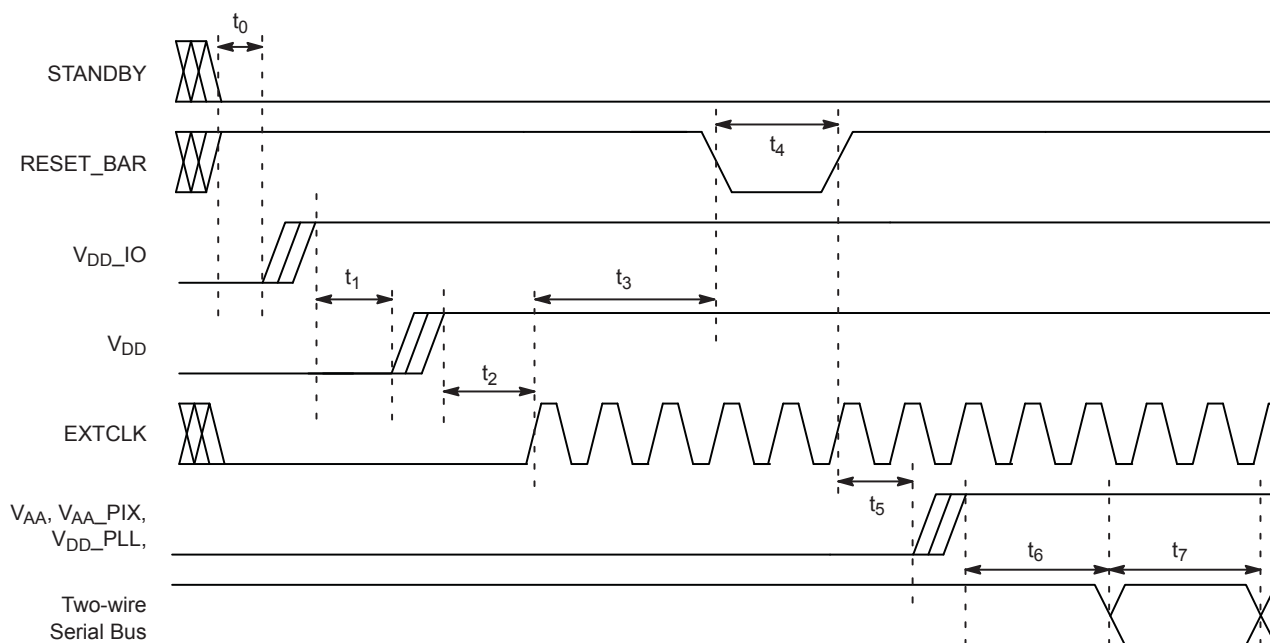 t0
STANDBY
RESET_BAR
t4
VDD_IO
t1
t3
VDD
t2
EXTCLK
VAA, VAA_PIX,
VDD_PLL,
t5
t6
t7
Two-wire
Serial Bus